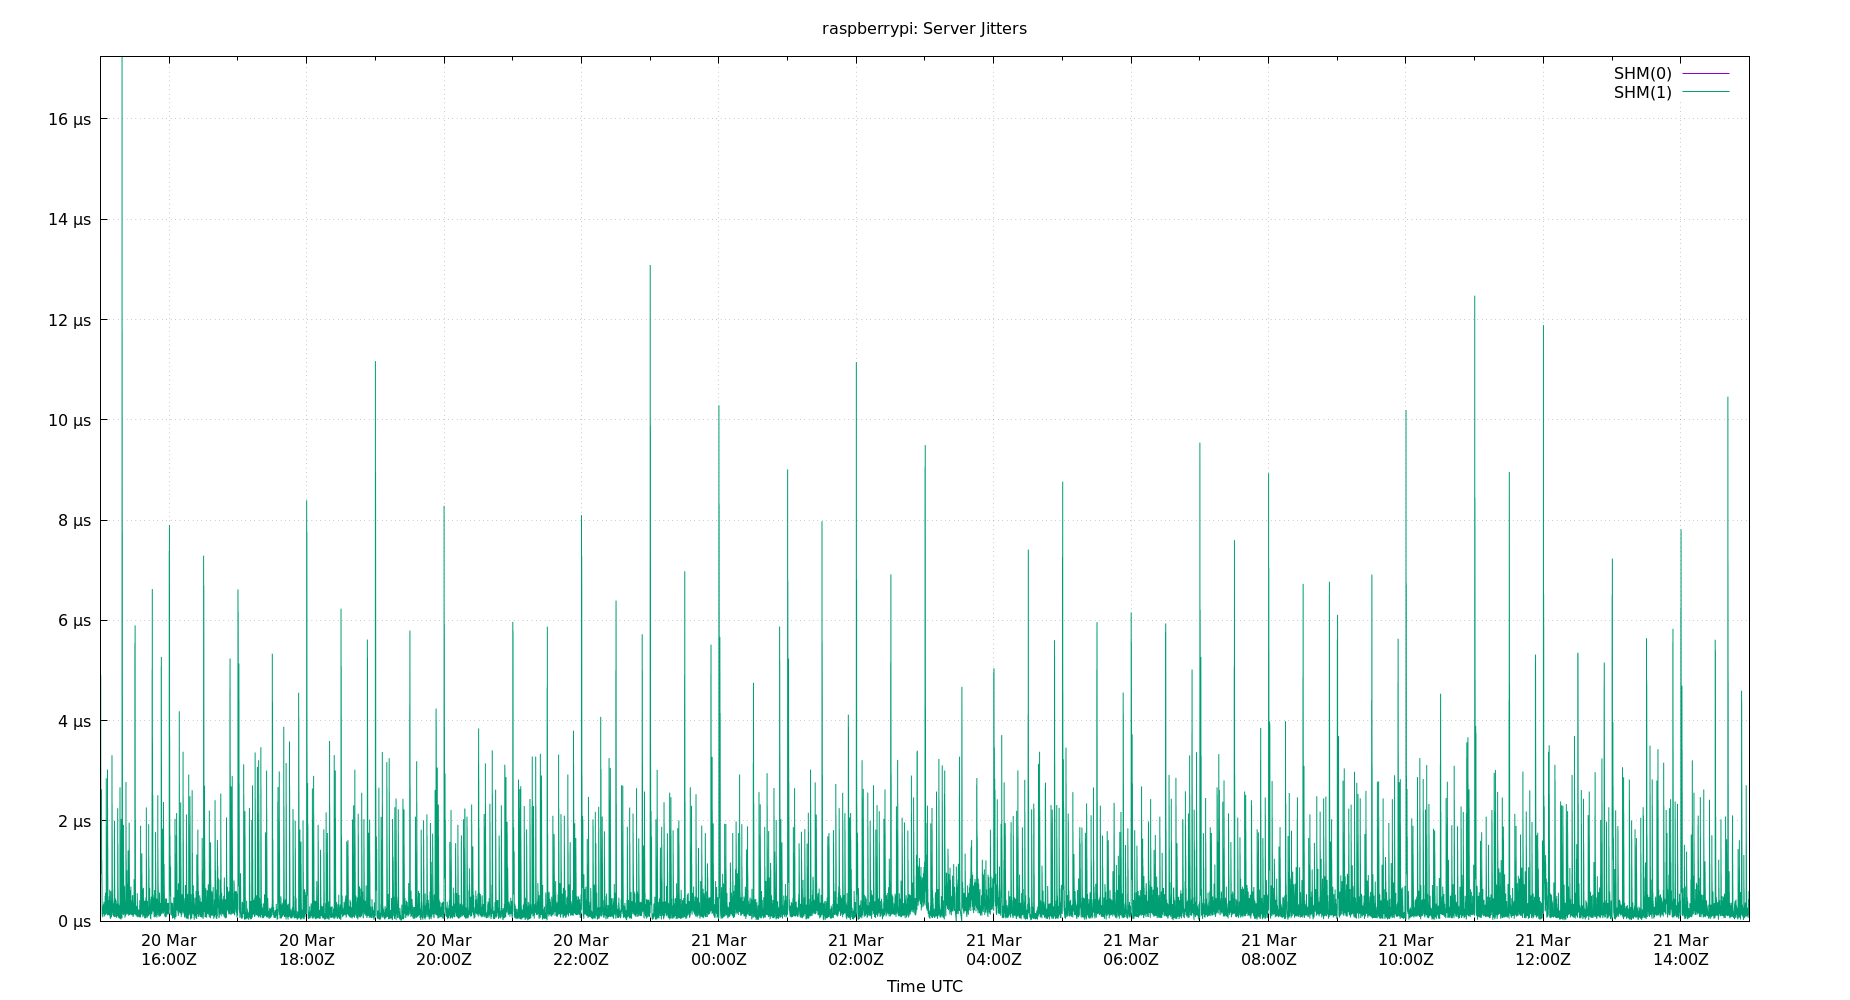 raspberrypi: Server Jitters
SHM(0)
SHM(1)
16 µs
14 µs
12 µs
10 µs
8 µs
6 µs
4 µs
2 µs
0 µs
20 Mar 20 Mar 20 Mar 20 Mar 21 Mar 21 Mar 21 Mar 21 Mar 21 Mar 21 Mar 21 Mar 21 Mar
16:00Z 18:00Z 20:00Z 22:00Z 00:00Z 02:00Z 04:00Z 06:00Z 08:00Z 10:00Z 12:00Z 14:00Z
Time UTC